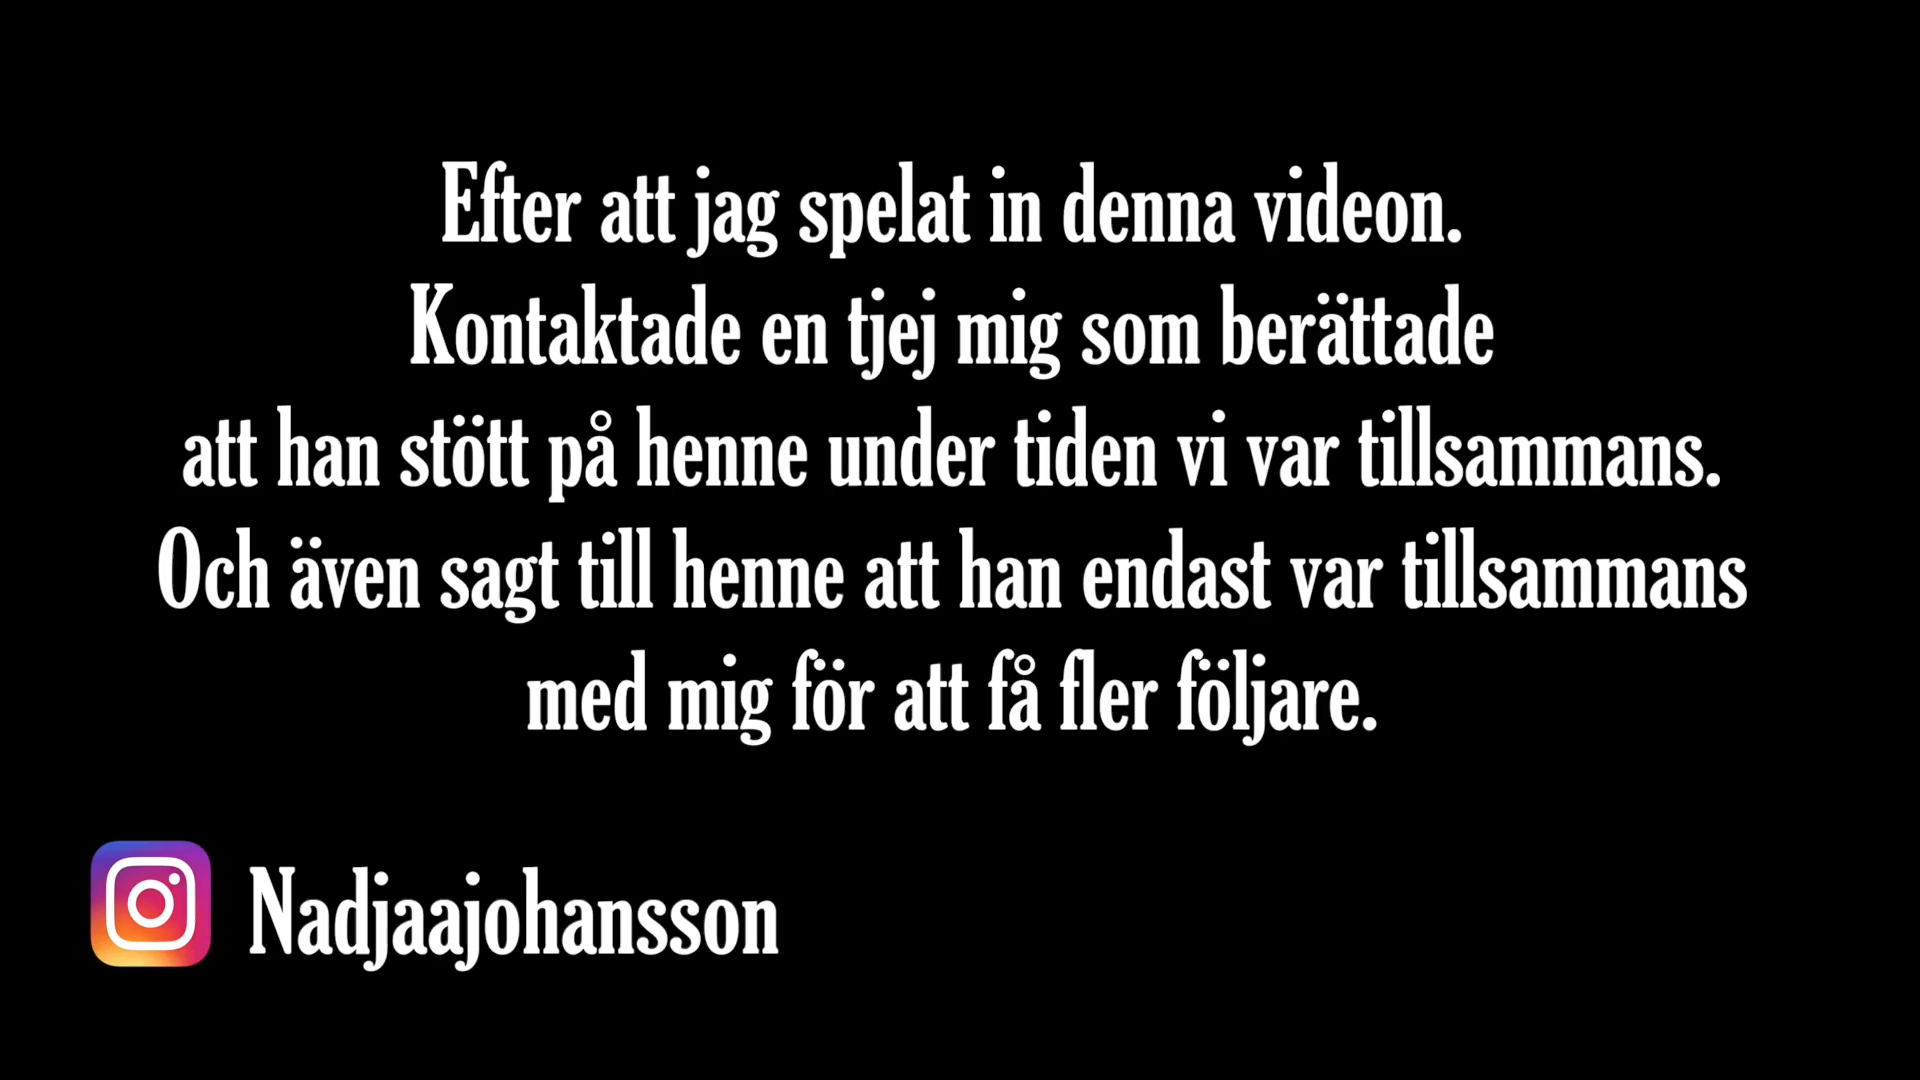 Efter att jag spelat in denna videon.
Kontaktade en tjej mig som berättade
att han stött på henne under tiden vi var tillsammans.
Och även sagt till henne att han endast var tillsammans
med mig för att få fler följare.
Nadjaajohansson